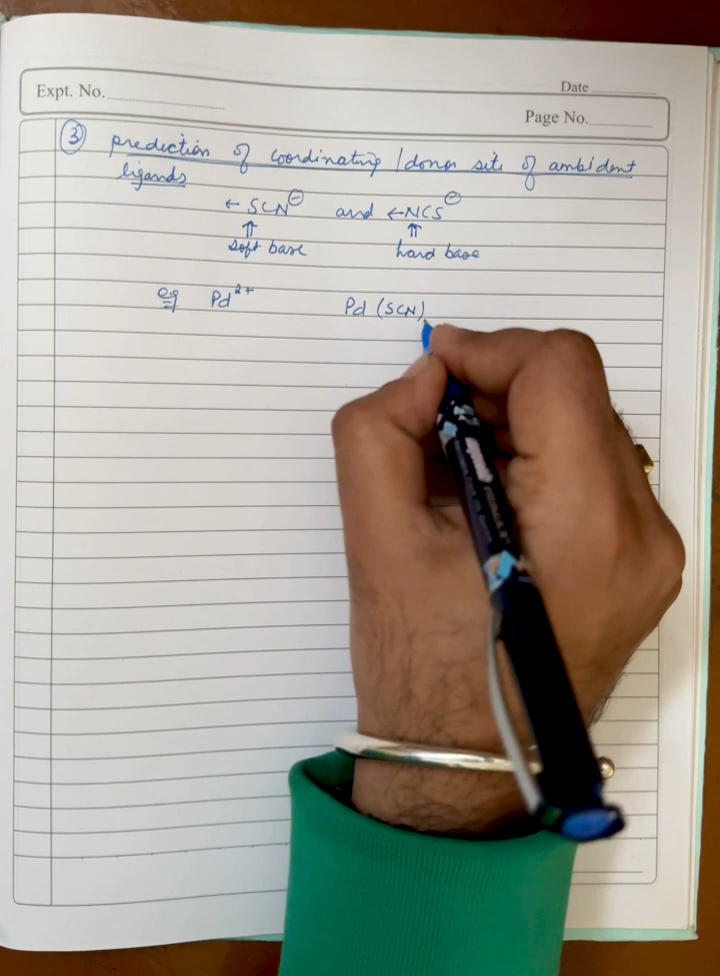 Expt. No.
Date
Page No.
③ prediction of coordinating / donor site of ambident
ligands
← SCN⊖ and ←NCS⊖
⇑ ⇑
soft base hard base
eg Pd²⁺ Pd (SCN)